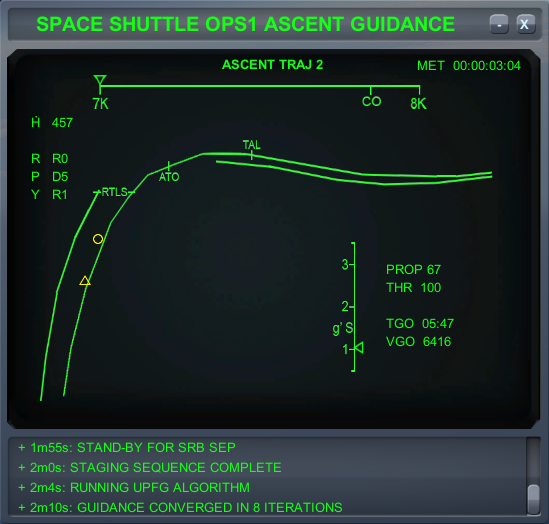 SPACE SHUTTLE OPS1 ASCENT GUIDANCE
- X
ASCENT TRAJ 2 MET 00:00:03:04
7K CO 8K
Ḣ 457
R R0
P D5
Y R1
TAL
ATO
RTLS
3
2
g'S
1
PROP 67
THR 100
TGO 05:47
VGO 6416
+ 1m55s: STAND-BY FOR SRB SEP
+ 2m0s: STAGING SEQUENCE COMPLETE
+ 2m4s: RUNNING UPFG ALGORITHM
+ 2m10s: GUIDANCE CONVERGED IN 8 ITERATIONS